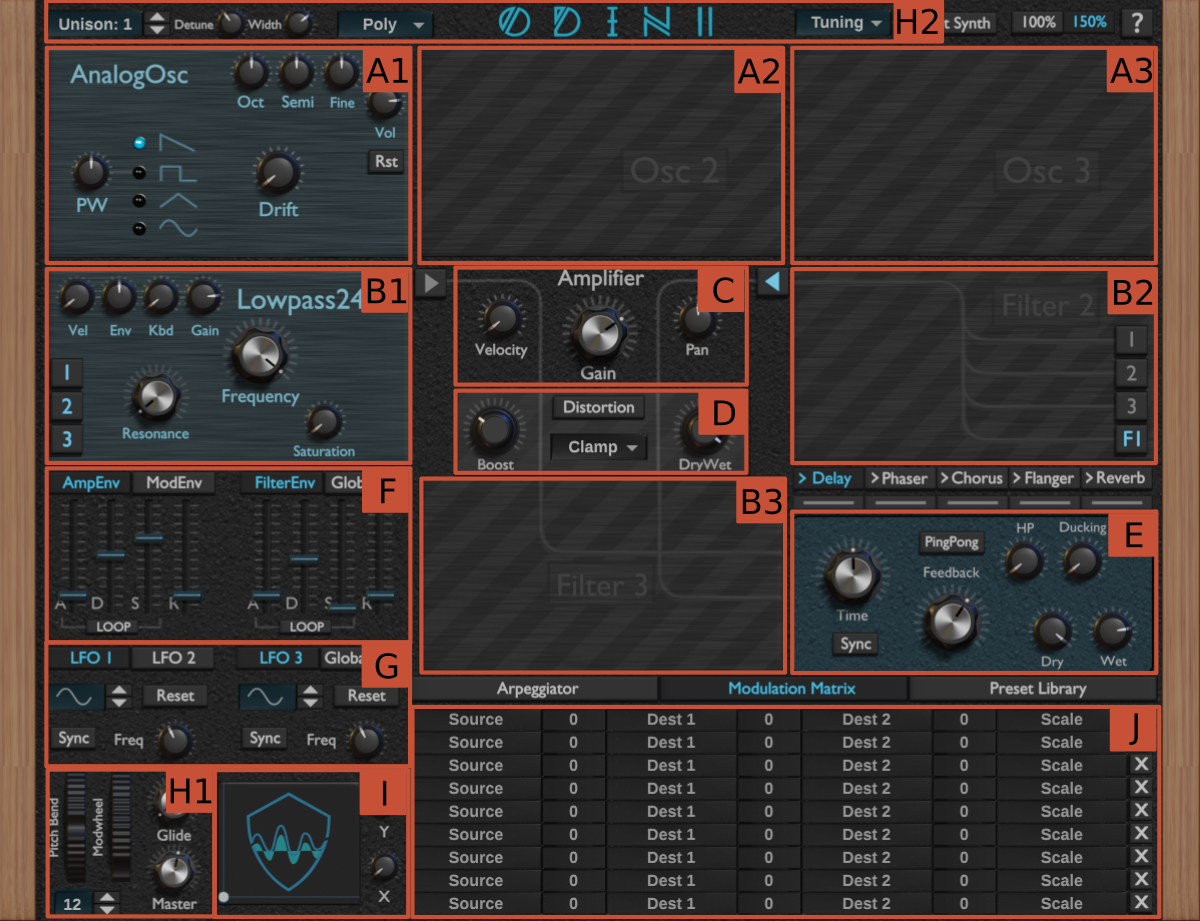 Unison: 1 Detune Width Poly ODIN II Tuning H2 t Synth 100% 150% ?
AnalogOsc Oct Semi Fine A1 A2 A3
Vol
Rst
PW Drift
Osc 2 Osc 3
Vel Env Kbd Gain Lowpass24 B1
Amplifier C
Velocity Gain Pan
Filter 2 B2
1
2
3
FI
1
2
3
Resonance Frequency Saturation
Boost Distortion D
Clamp DryWet
AmpEnv ModEnv FilterEnv Glob F
A D S R A D S R
LOOP LOOP
B3
Filter 3
> Delay > Phaser > Chorus > Flanger > Reverb
HP Ducking E
PingPong
Feedback
Time
Sync
Dry Wet
LFO 1 LFO 2 LFO 3 Globa G
Reset Reset
Sync Freq Sync Freq
Pitch Bend Modwheel H1
Glide
12 Master
I
Y
X
Arpeggiator Modulation Matrix Preset Library
Source 0 Dest 1 0 Dest 2 0 Scale J
Source 0 Dest 1 0 Dest 2 0 Scale
Source 0 Dest 1 0 Dest 2 0 Scale X
Source 0 Dest 1 0 Dest 2 0 Scale X
Source 0 Dest 1 0 Dest 2 0 Scale X
Source 0 Dest 1 0 Dest 2 0 Scale X
Source 0 Dest 1 0 Dest 2 0 Scale X
Source 0 Dest 1 0 Dest 2 0 Scale X
Source 0 Dest 1 0 Dest 2 0 Scale X